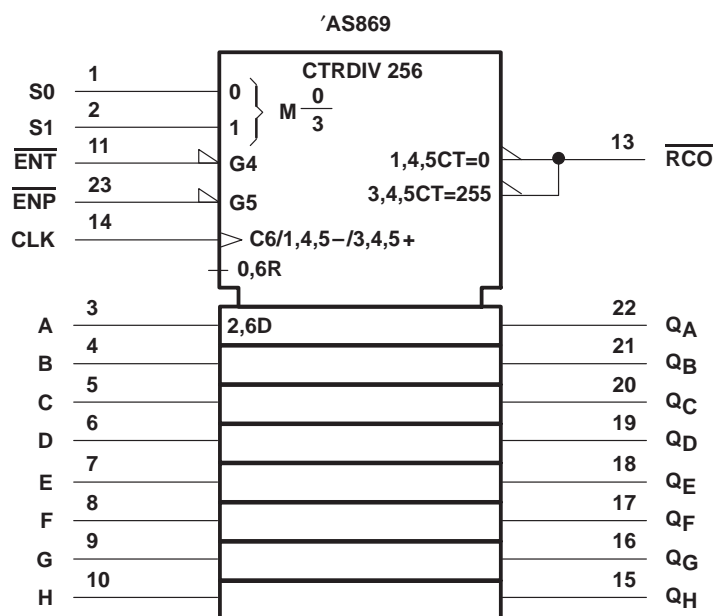 ′AS869
CTRDIV 256
S0 1 0
S1 2 1
M 0
3
ENT 11 G4
1,4,5CT=0 13 RCO
ENP 23 G5
3,4,5CT=255
CLK 14 C6/1,4,5−/3,4,5+
0,6R
A 3 2,6D 22 QA
B 4 21 QB
C 5 20 QC
D 6 19 QD
E 7 18 QE
F 8 17 QF
G 9 16 QG
H 10 15 QH